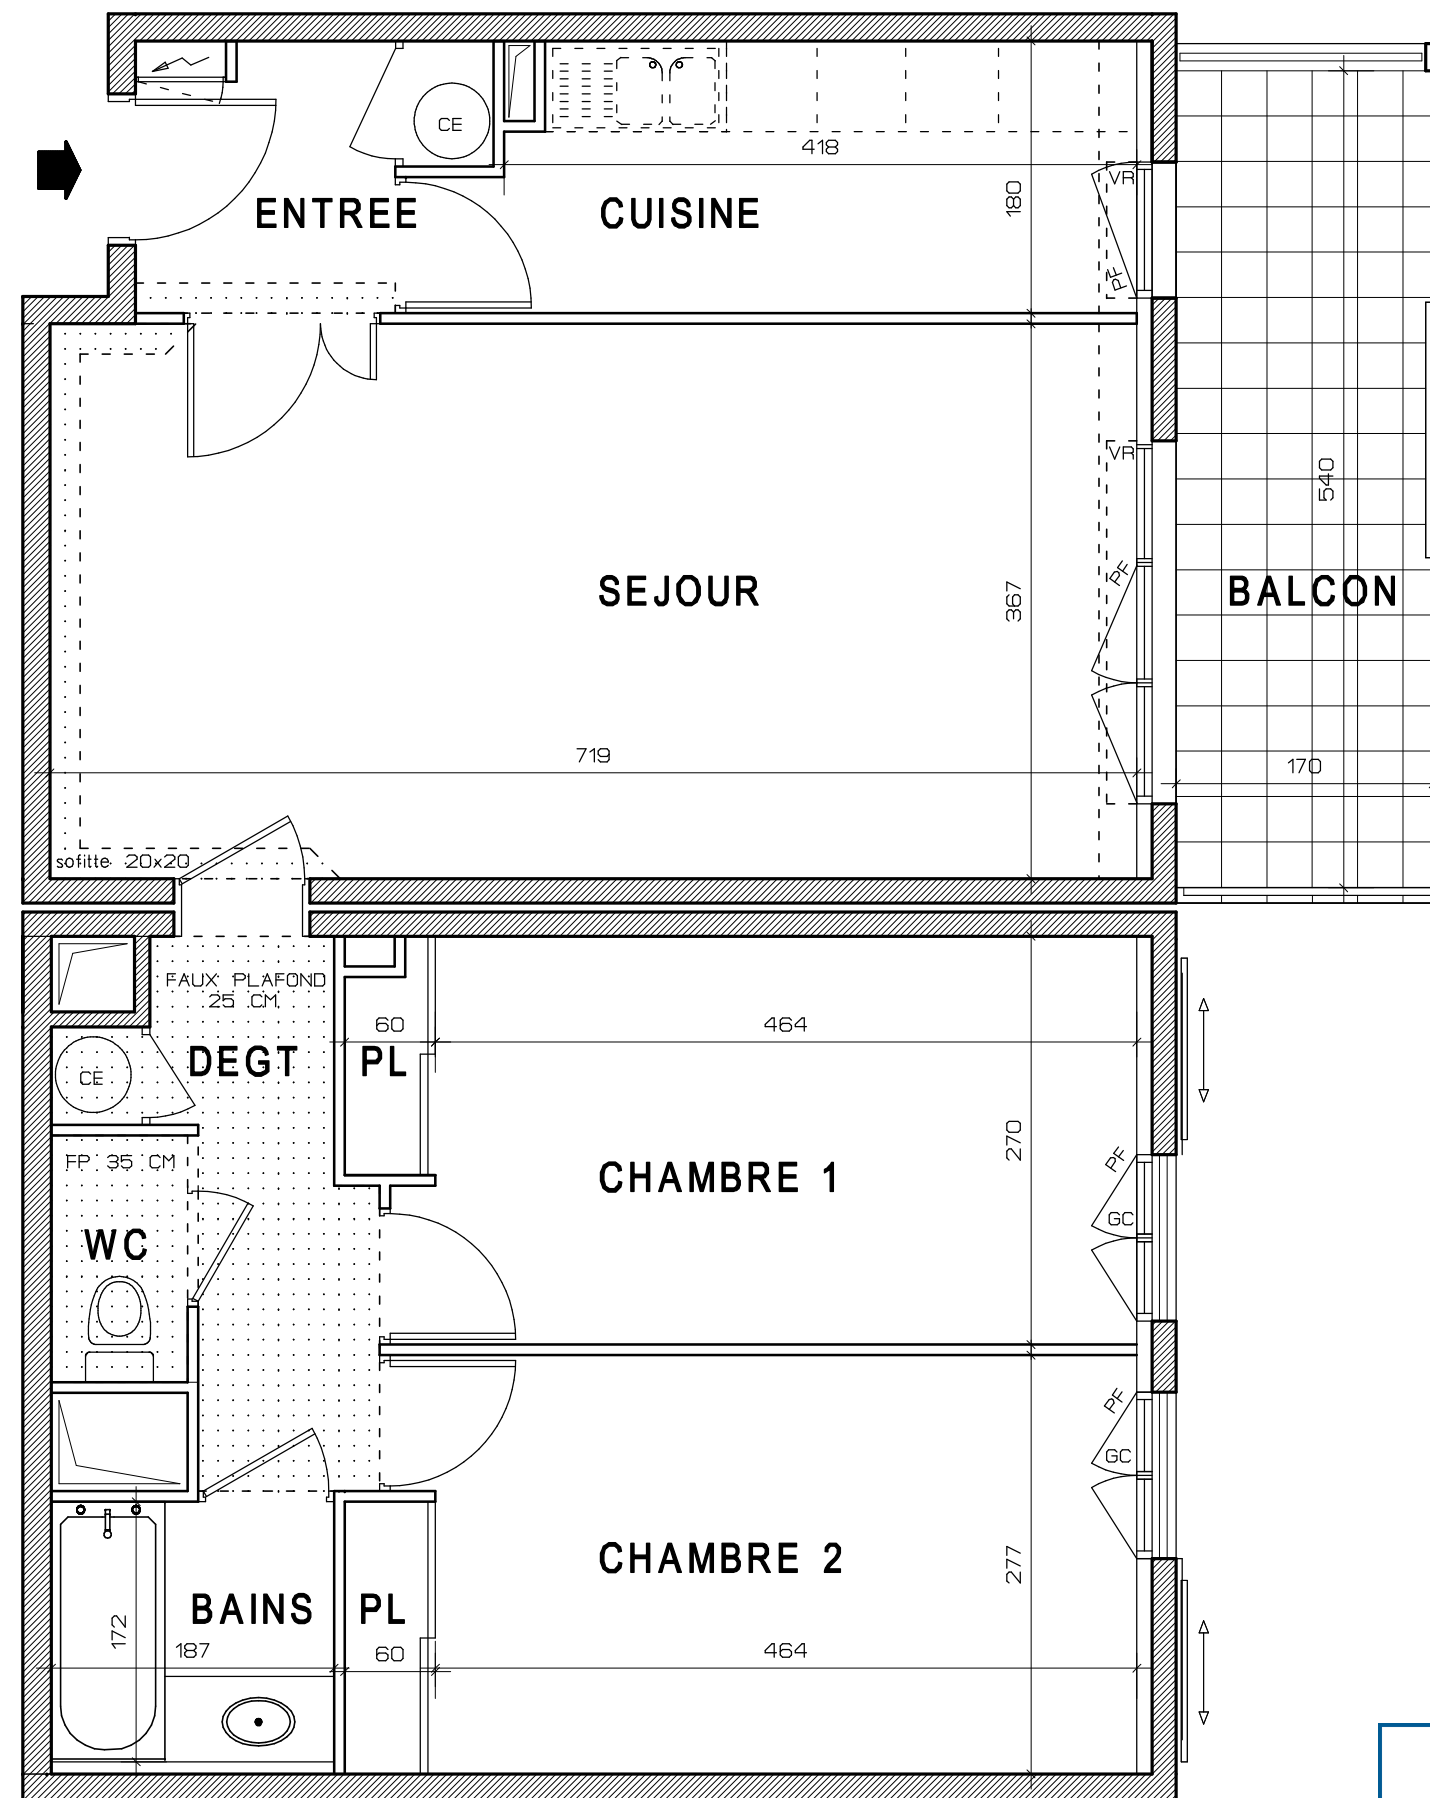 CE
418
VR
180
ENTREE
CUISINE
PF
VR
540
PF
SEJOUR
367
BALCON
719
170
sofitte 20x20
FAUX PLAFOND
25 CM
60
464
DEGT
PL
CE
270
FP 35 CM
PF
CHAMBRE 1
GC
WC
PF
GC
CHAMBRE 2
277
BAINS
PL
172
187
60
464